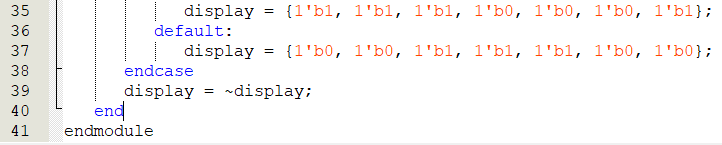 35 display = {1'b1, 1'b1, 1'b1, 1'b0, 1'b0, 1'b0, 1'b1};
36 default:
37 display = {1'b0, 1'b0, 1'b1, 1'b1, 1'b1, 1'b0, 1'b0};
38 endcase
39 display = ~display;
40 end
41 endmodule